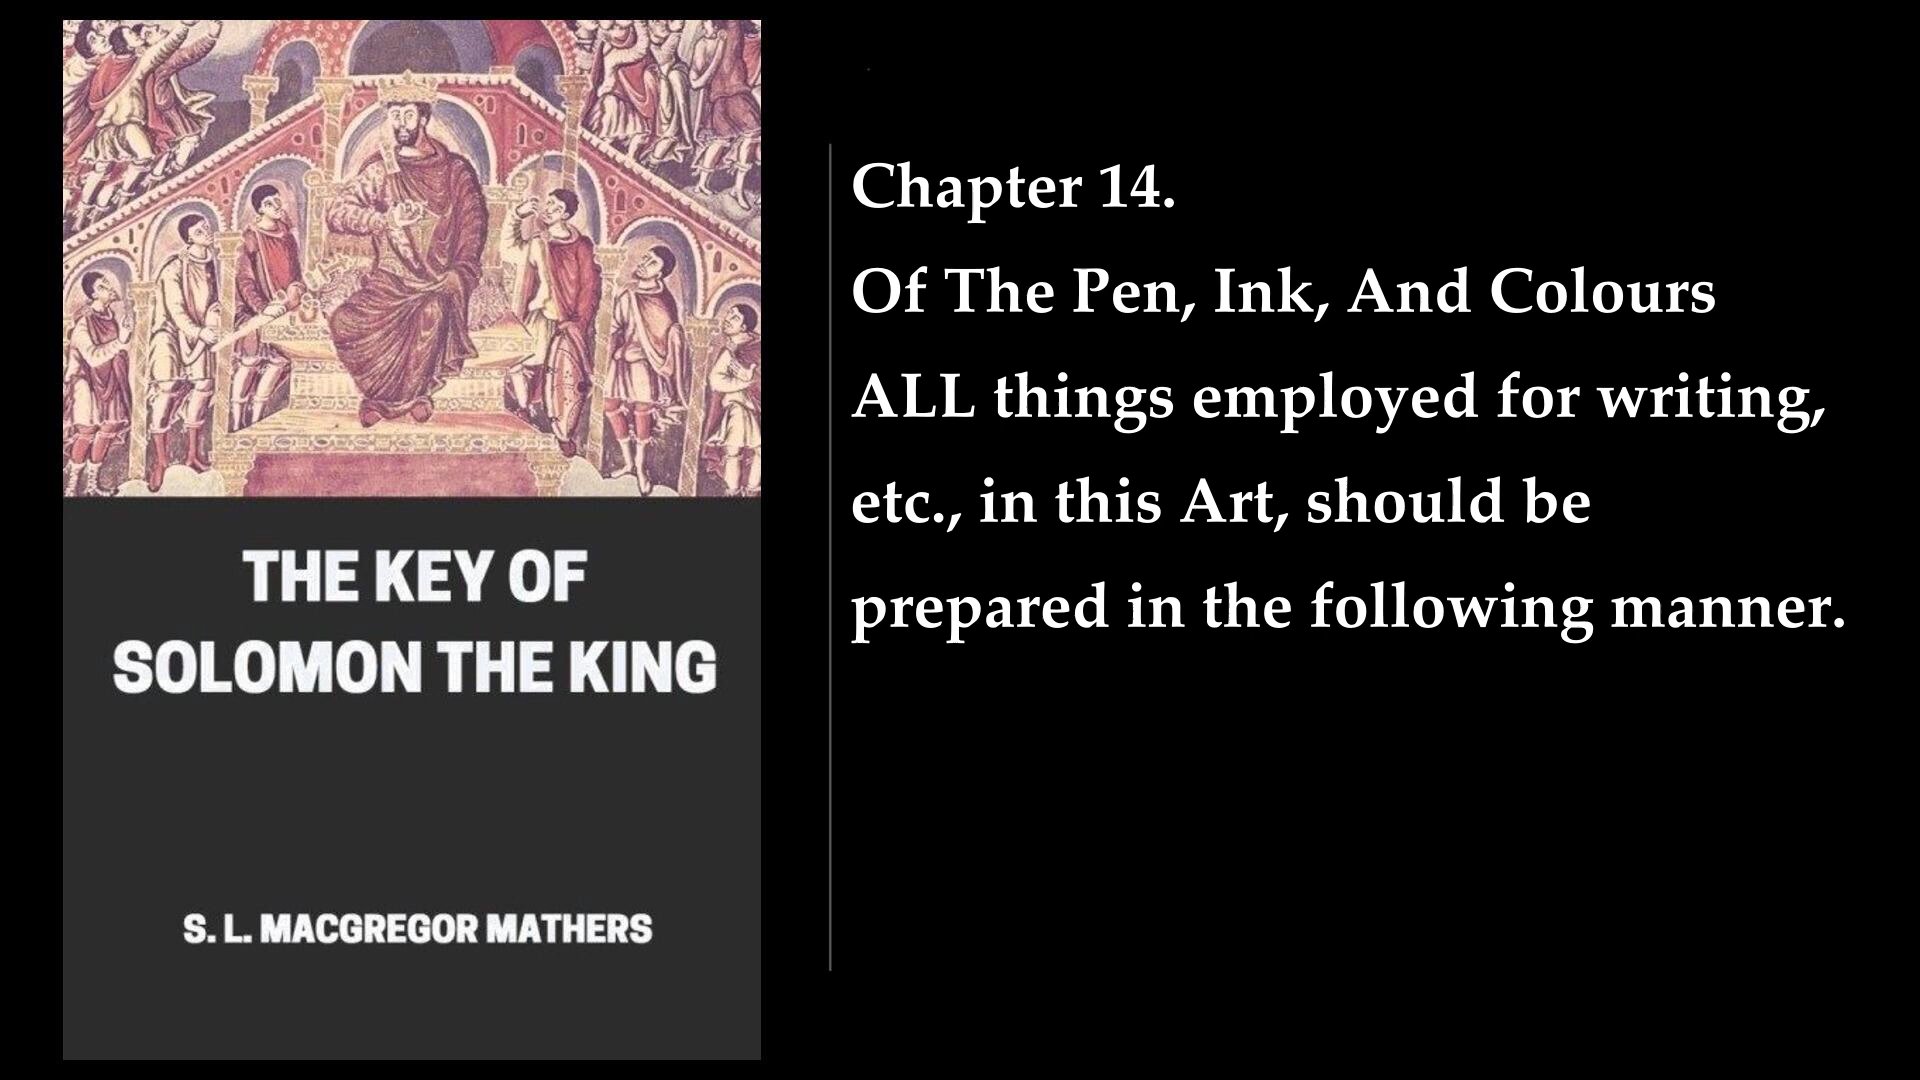 THE KEY OF
SOLOMON THE KING
S. L. MACGREGOR MATHERS
Chapter 14.
Of The Pen, Ink, And Colours
ALL things employed for writing,
etc., in this Art, should be
prepared in the following manner.